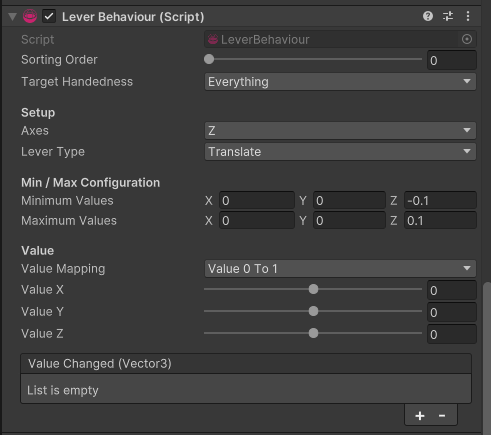 Lever Behaviour (Script)
Script LeverBehaviour
Sorting Order 0
Target Handedness Everything
Setup
Axes Z
Lever Type Translate
Min / Max Configuration
Minimum Values X 0 Y 0 Z -0.1
Maximum Values X 0 Y 0 Z 0.1
Value
Value Mapping Value 0 To 1
Value X 0
Value Y 0
Value Z 0
Value Changed (Vector3)
List is empty
+ -